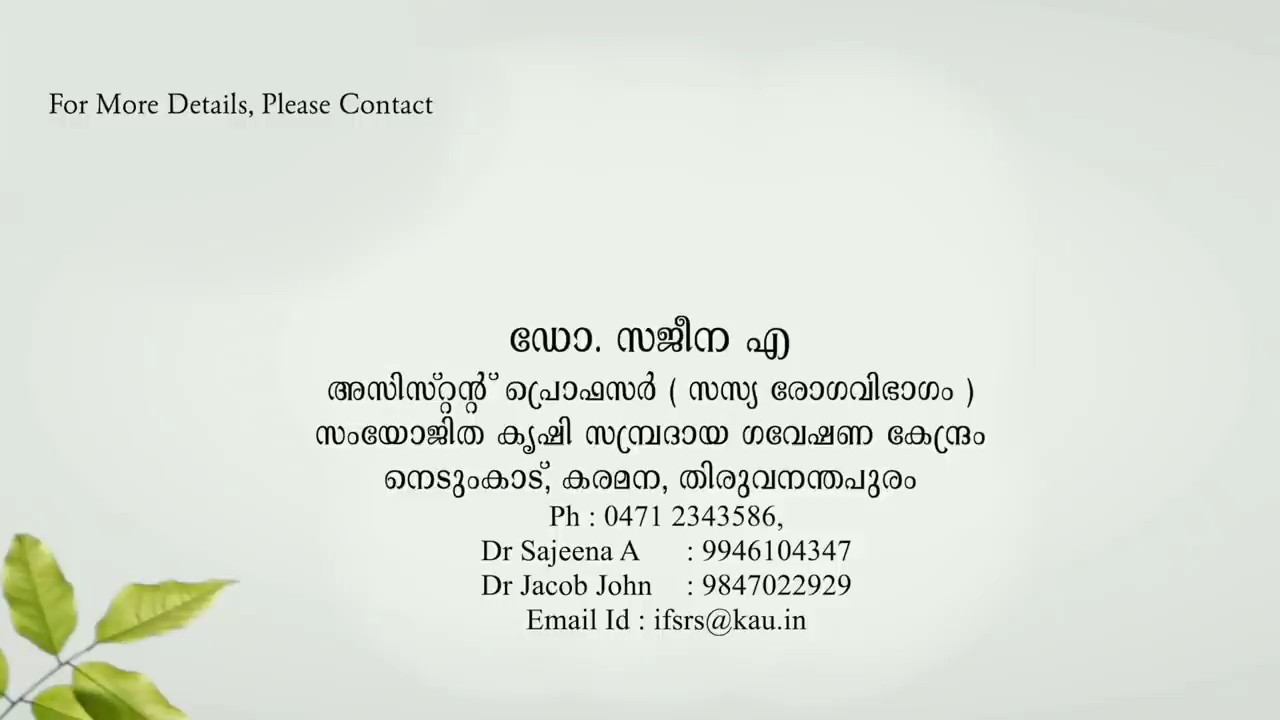 For More Details, Please Contact
ഡോ. സജീന എ
അസിസ്റ്റന്റ് പ്രൊഫസർ ( സസ്യ രോഗവിഭാഗം )
സംയോജിത കൃഷി സമ്പ്രദായ ഗവേഷണ കേന്ദ്രം
നെടുംകാട്, കരമന, തിരുവനന്തപുരം
Ph : 0471 2343586,
Dr Sajeena A : 9946104347
Dr Jacob John : 9847022929
Email Id : ifsrs@kau.in